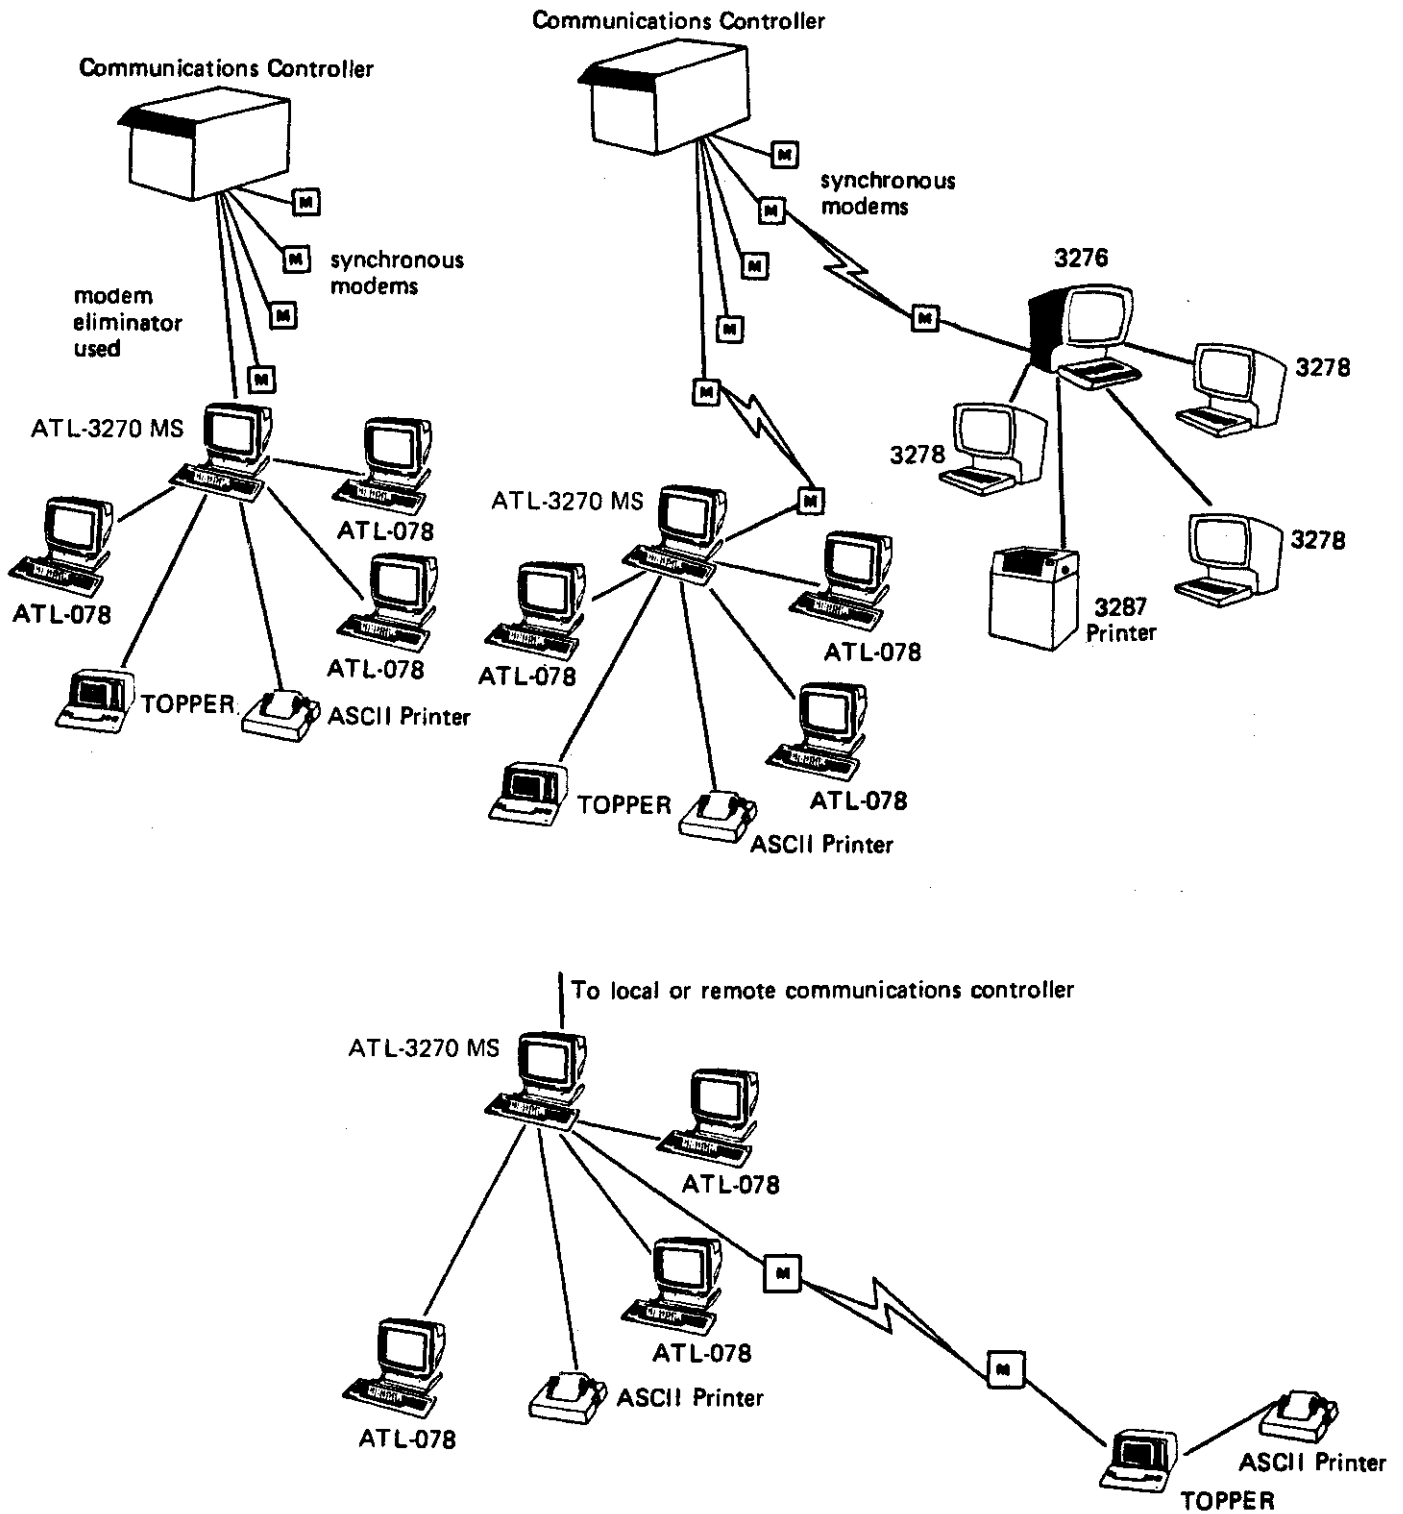 Communications Controller
M
M
M
M
synchronous
modems
modem
eliminator
used
ATL-3270 MS
ATL-078
ATL-078
ATL-078
TOPPER
ASCII Printer
Communications Controller
M
M
M
M
M
synchronous
modems
M
M
3276
3278
3278
3278
3287
Printer
ATL-3270 MS
ATL-078
ATL-078
ATL-078
TOPPER
ASCII Printer
To local or remote communications controller
ATL-3270 MS
ATL-078
ATL-078
M
M
ATL-078
ASCII Printer
TOPPER
ASCII Printer